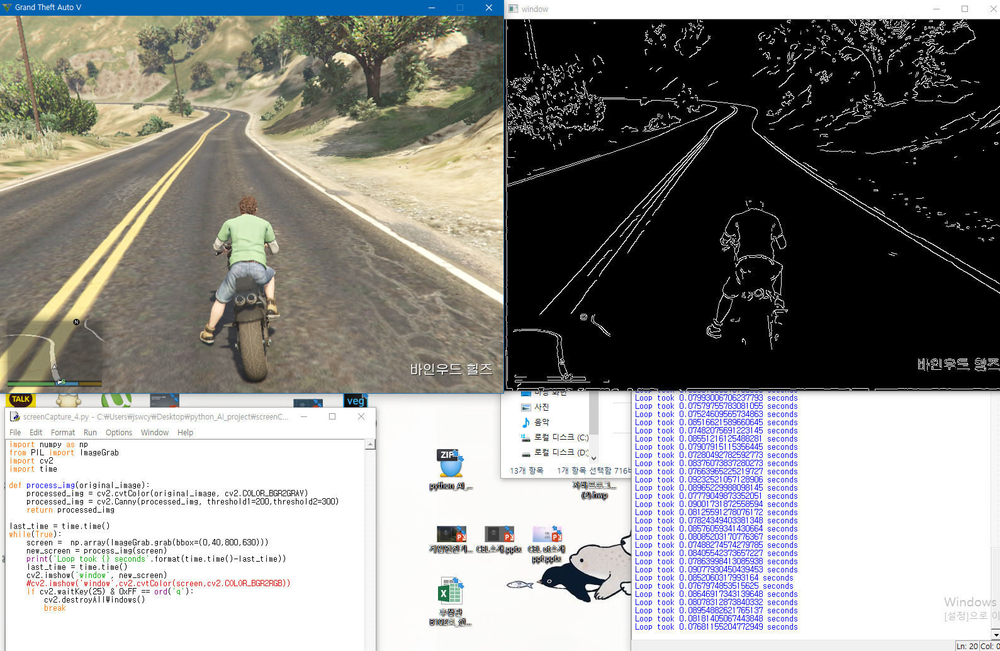 Grand Theft Auto V
N
바인우드 힐즈
window
바인우드 힐즈
TALK
veg
screenCapture_4.py - C:₩Users₩jswcy₩Desktop₩python_AI_project₩screenC...
File Edit Format Run Options Window Help
import numpy as np
from PIL import ImageGrab
import cv2
import time
def process_img(original_image):
processed_img = cv2.cvtColor(original_image, cv2.COLOR_BGR2GRAY)
processed_img = cv2.Canny(processed_img, threshold1=200,threshold2=300)
return processed_img
last_time = time.time()
while(True):
screen =  np.array(ImageGrab.grab(bbox=(0,40,800,630)))
new_screen = process_img(screen)
print('Loop took {} seconds'.format(time.time()-last_time))
last_time = time.time()
cv2.imshow('window', new_screen)
#cv2.imshow('window',cv2.cvtColor(screen,cv2.COLOR_BGR2RGB))
if cv2.waitKey(25) & 0xFF == ord('q'):
cv2.destroyAllWindows()
break
사진
음악
로컬 디스크 (C:)
로컬 디스크 (D:)
13개 항목 1개 항목 선택함 716
ZIP
python_AI_...
자바프로그...
(2).hwp
게임엔진기...
CEL소개.pptx
CEL ot소개
ppt.pptx
후생관
B102호_전...
Loop took 0.07993006706237793 seconds
Loop took 0.07579755783081055 seconds
Loop took 0.07524609565734863 seconds
Loop took 0.08516621589660645 seconds
Loop took 0.07482075691223145 seconds
Loop took 0.08551216125488281 seconds
Loop took 0.07907915115356445 seconds
Loop took 0.07280492782592773 seconds
Loop took 0.08376073837280273 seconds
Loop took 0.07663965225219727 seconds
Loop took 0.09232521057128906 seconds
Loop took 0.08965229988098145 seconds
Loop took 0.07779049873352051 seconds
Loop took 0.09001731872558594 seconds
Loop took 0.08125591278076172 seconds
Loop took 0.07824349403381348 seconds
Loop took 0.08576059341430664 seconds
Loop took 0.08085203170776367 seconds
Loop took 0.07488274574279785 seconds
Loop took 0.08405542373657227 seconds
Loop took 0.07863998413085938 seconds
Loop took 0.09077930450439453 seconds
Loop took 0.0852060317993164 seconds
Loop took 0.0767974853515625 seconds
Loop took 0.08646917343139648 seconds
Loop took 0.08078312873840332 seconds
Loop took 0.08954882621765137 seconds
Loop took 0.08181405067443848 seconds
Loop took 0.07681155204772949 seconds
Windows
[설정]으로 이
Ln: 20 Col: 0